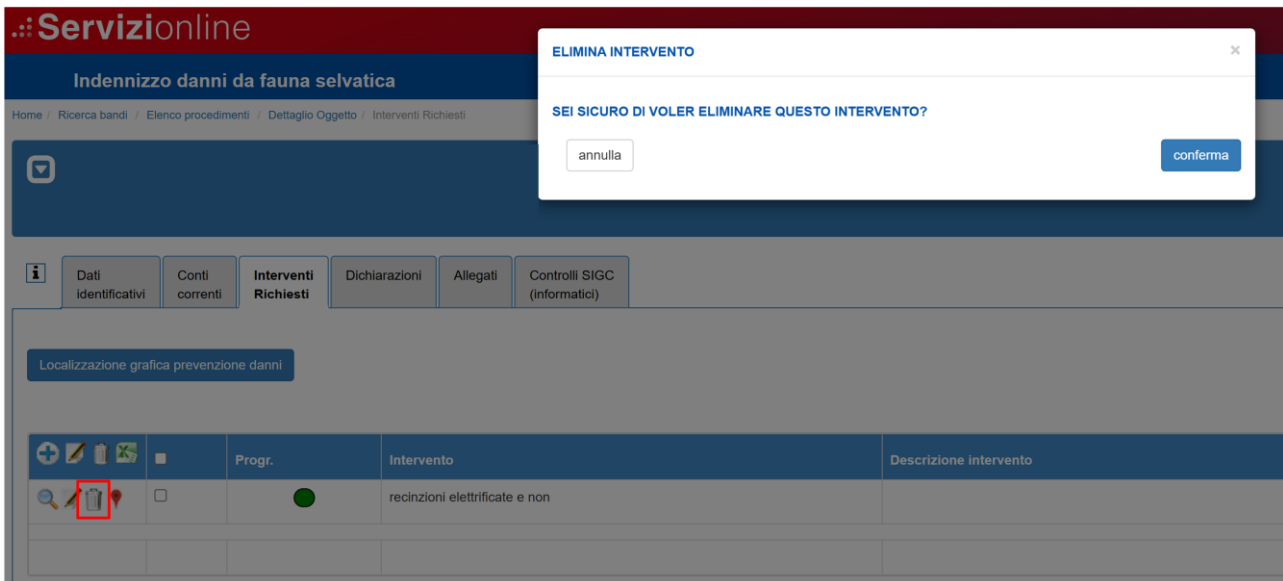 Servizionline
ELIMINA INTERVENTO
×
Indennizzo danni da fauna selvatica
Home / Ricerca bandi / Elenco procedimenti / Dettaglio Oggetto / Interventi Richiesti
SEI SICURO DI VOLER ELIMINARE QUESTO INTERVENTO?
annulla
conferma
i
Dati identificativi
Conti correnti
Interventi Richiesti
Dichiarazioni
Allegati
Controlli SIGC (informatici)
Localizzazione grafica prevenzione danni
Progr.
Intervento
Descrizione intervento
recinzioni elettrificate e non